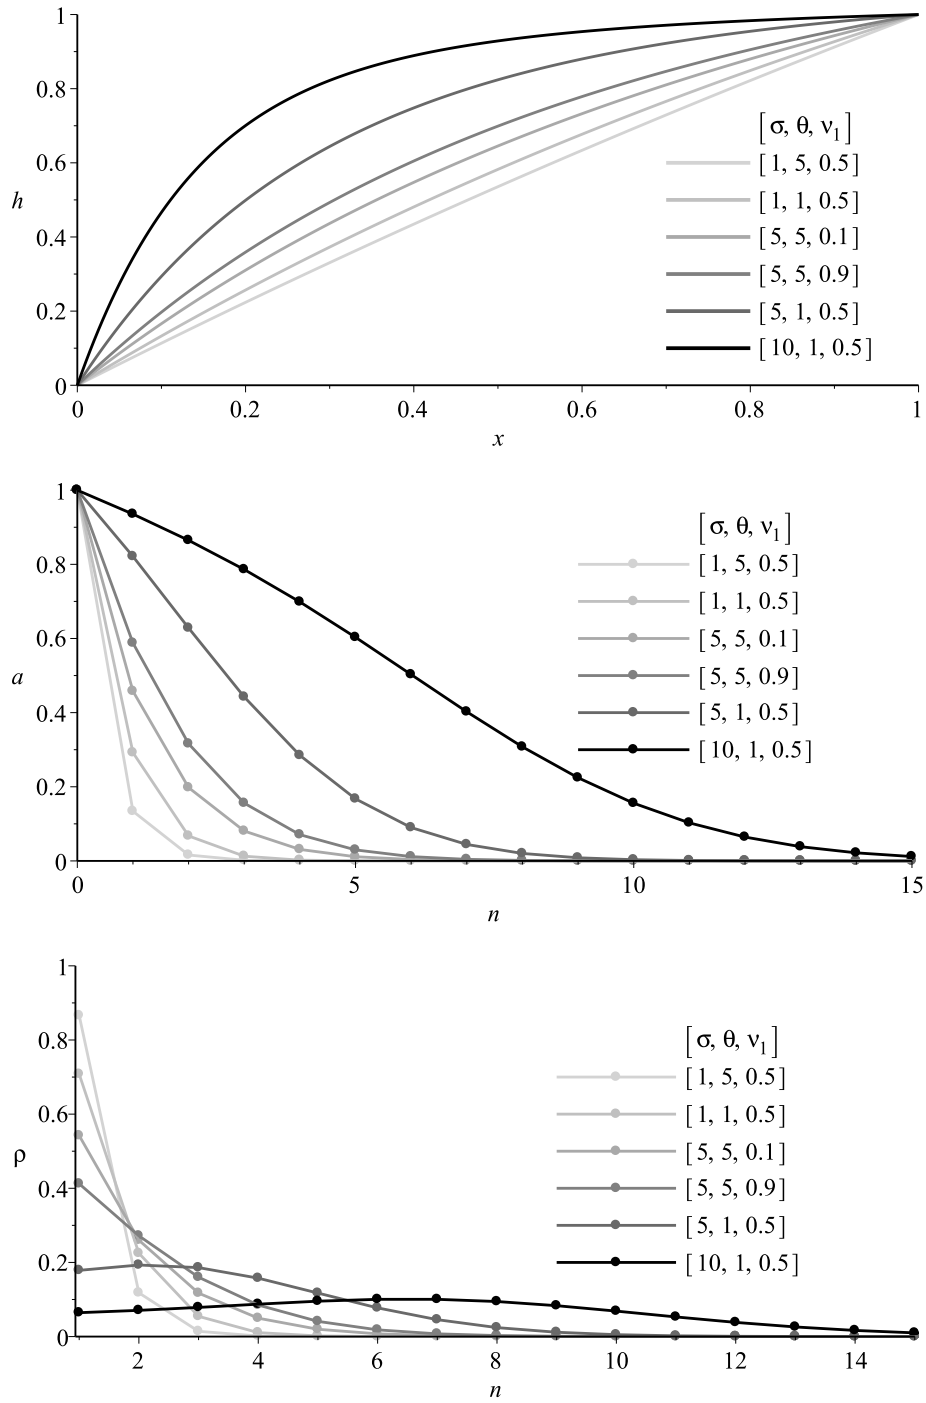 1
0.8
0.6
h
0.4
0.2
0
0 0.2 0.4 0.6 0.8 1
x
[σ, θ, ν1]
[1, 5, 0.5]
[1, 1, 0.5]
[5, 5, 0.1]
[5, 5, 0.9]
[5, 1, 0.5]
[10, 1, 0.5]
1
0.8
0.6
a
0.4
0.2
0
0 5 10 15
n
[σ, θ, ν1]
[1, 5, 0.5]
[1, 1, 0.5]
[5, 5, 0.1]
[5, 5, 0.9]
[5, 1, 0.5]
[10, 1, 0.5]
1
0.8
0.6
ρ
0.4
0.2
0
2 4 6 8 10 12 14
n
[σ, θ, ν1]
[1, 5, 0.5]
[1, 1, 0.5]
[5, 5, 0.1]
[5, 5, 0.9]
[5, 1, 0.5]
[10, 1, 0.5]